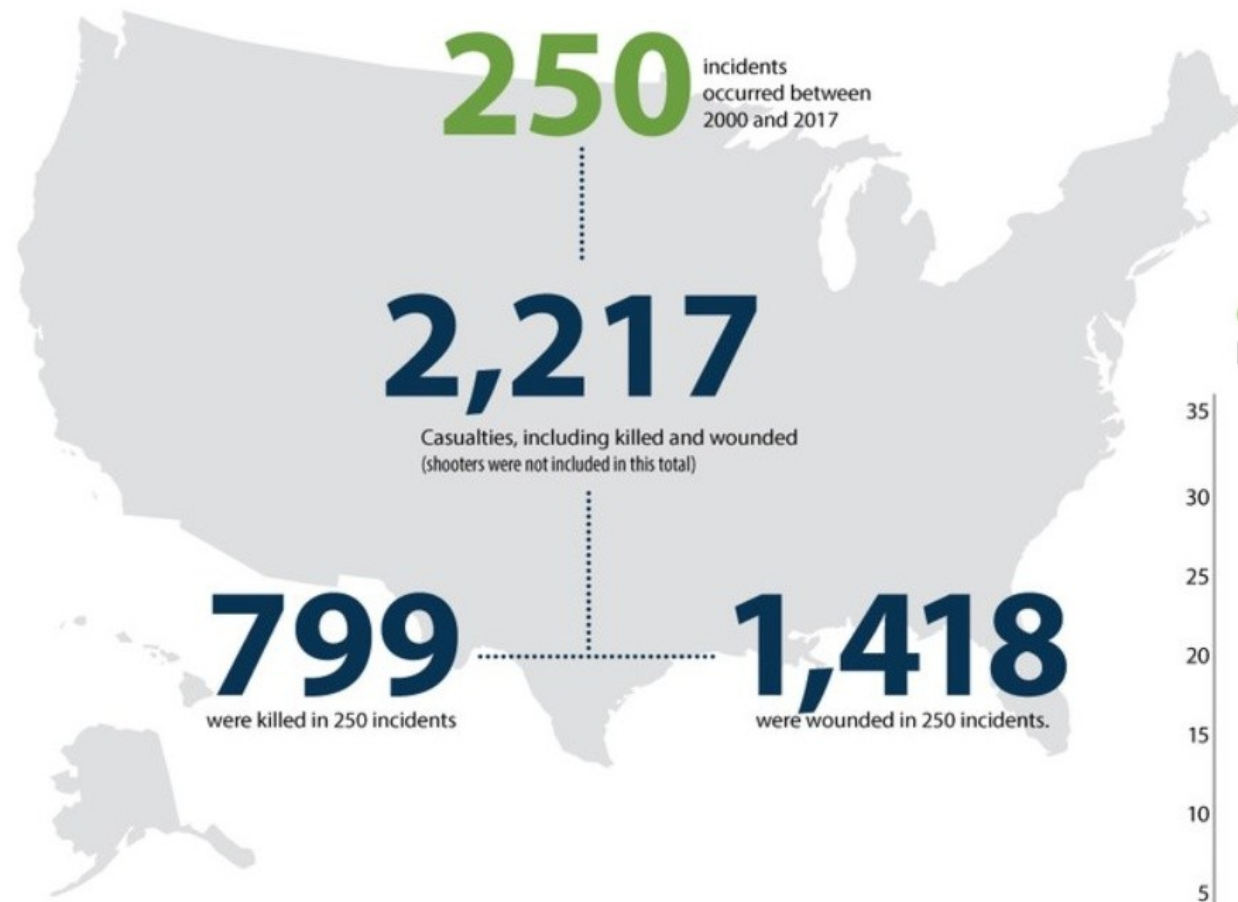 250
incidents
occurred between
2000 and 2017
2,217
Casualties, including killed and wounded
(shooters were not included in this total)
799
were killed in 250 incidents
1,418
were wounded in 250 incidents.
35
30
25
20
15
10
5